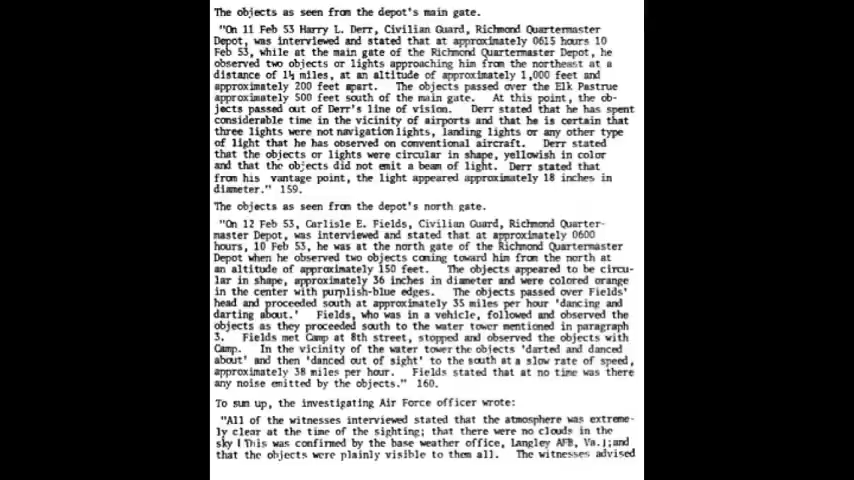 The objects as seen from the depot's main gate.
"On 11 Feb 53 Harry L. Derr, Civilian Guard, Richmond Quartermaster
Depot, was interviewed and stated that at approximately 0615 hours 10
Feb 53, while at the main gate of the Richmond Quartermaster Depot, he
observed two objects or lights approaching him from the northeast at a
distance of 1½ miles, at an altitude of approximately 1,000 feet and
approximately 200 feet apart. The objects passed over the Elk Pastrue
approximately 500 feet south of the main gate. At this point, the ob-
jects passed out of Derr's line of vision. Derr stated that he has spent
considerable time in the vicinity of airports and that he is certain that
three lights were not navigation lights, landing lights or any other type
of light that he has observed on conventional aircraft. Derr stated
that the objects or lights were circular in shape, yellowish in color
and that the objects did not emit a beam of light. Derr stated that
from his vantage point, the light appeared approximately 18 inches in
diameter." 159.
The objects as seen from the depot's north gate.
"On 12 Feb 53, Carlisle E. Fields, Civilian Guard, Richmond Quarter-
master Depot, was interviewed and stated that at approximately 0600
hours, 10 Feb 53, he was at the north gate of the Richmond Quartermaster
Depot when he observed two objects coming toward him from the north at
an altitude of approximately 150 feet. The objects appeared to be circu-
lar in shape, approximately 36 inches in diameter and were colored orange
in the center with purplish-blue edges. The objects passed over Fields'
head and proceeded south at approximately 35 miles per hour 'dancing and
darting about.' Fields, who was in a vehicle, followed and observed the
objects as they proceeded south to the water tower mentioned in paragraph
3. Fields met Camp at 8th street, stopped and observed the objects with
Camp. In the vicinity of the water tower the objects 'darted and danced
about' and then 'danced out of sight' to the south at a slow rate of speed,
approximately 38 miles per hour. Fields stated that at no time was there
any noise emitted by the objects." 160.
To sum up, the investigating Air Force officer wrote:
"All of the witnesses interviewed stated that the atmosphere was extreme-
ly clear at the time of the sighting; that there were no clouds in the
sky [This was confirmed by the base weather office, Langley AFB, Va.];and
that the objects were plainly visible to them all. The witnesses advised